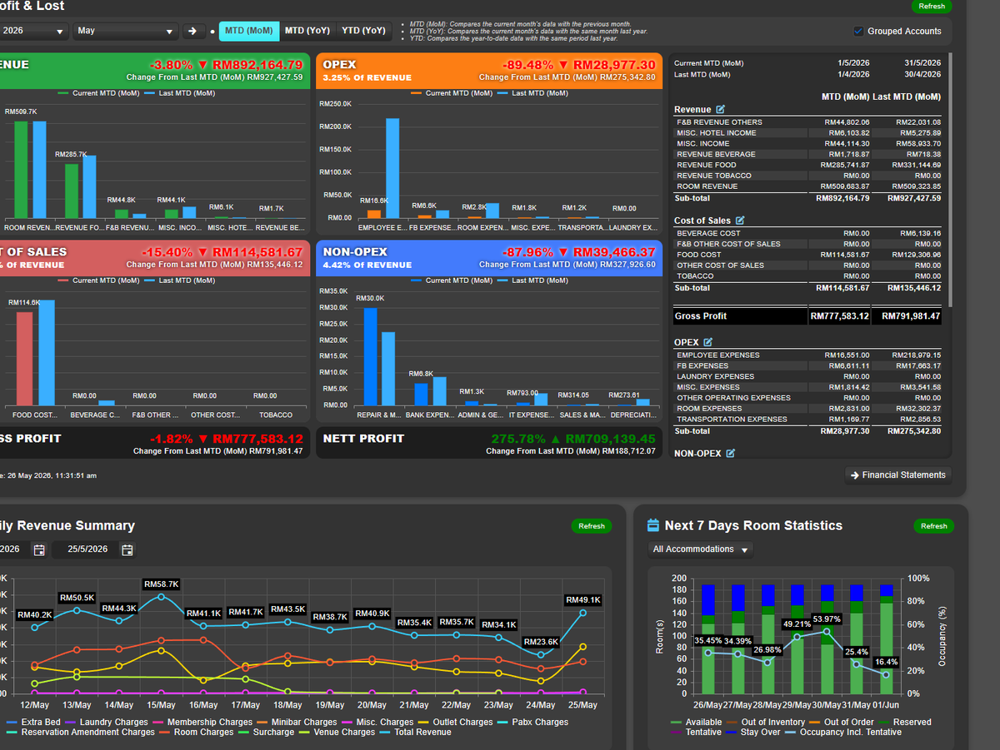 ofit & Lost
Refresh
2026
May
MTD (MoM)
MTD (YoY)
YTD (YoY)
• MTD (MoM): Compares the current month's data with the previous month.
• MTD (YoY): Compares the current month's data with the same month last year.
• YTD: Compares the year-to-date data with the same period last year.
Grouped Accounts
ENUE
-3.80% ▼ RM892,164.79
Change From Last MTD (MoM) RM927,427.59
Current MTD (MoM) Last MTD (MoM)
RM509.7K
RM285.7K
RM44.8K
RM44.1K
RM6.1K
RM1.7K
ROOM REVEN... REVENUE FO... F&B REVENU... MISC. INCO... MISC. HOTE... REVENUE BE...
OPEX
3.25% OF REVENUE
-89.48% ▼ RM28,977.30
Change From Last MTD (MoM) RM275,342.80
Current MTD (MoM) Last MTD (MoM)
RM250.0K
RM200.0K
RM150.0K
RM100.0K
RM50.0K
RM0.00
RM16.6K
RM6.6K
RM2.8K
RM1.8K
RM1.2K
RM0.00
EMPLOYEE E... FB EXPENSE... ROOM EXPEN... MISC. EXPE... TRANSPORTA... LAUNDRY EX...
T OF SALES
% OF REVENUE
-15.40% ▼ RM114,581.67
Change From Last MTD (MoM) RM135,446.12
Current MTD (MoM) Last MTD (MoM)
RM114.6K
RM0.00
RM0.00
RM0.00
RM0.00
FOOD COST... BEVERAGE C... F&B OTHER ... OTHER COST... TOBACCO
NON-OPEX
4.42% OF REVENUE
-87.96% ▼ RM39,466.37
Change From Last MTD (MoM) RM327,926.60
Current MTD (MoM) Last MTD (MoM)
RM35.0K
RM30.0K
RM25.0K
RM20.0K
RM15.0K
RM10.0K
RM5.0K
RM0.00
RM30.0K
RM6.8K
RM1.3K
RM793.00
RM314.05
RM273.61
REPAIR & M... BANK EXPEN... ADMIN & GE... IT EXPENSE... SALES & MA... DEPRECIATI...
SS PROFIT
-1.82% ▼ RM777,583.12
Change From Last MTD (MoM) RM791,981.47
NETT PROFIT
275.78% ▲ RM709,139.45
Change From Last MTD (MoM) RM188,712.07
Current MTD (MoM) 1/5/2026 31/5/2026
Last MTD (MoM) 1/4/2026 30/4/2026
MTD (MoM) Last MTD (MoM)
Revenue
F&B REVENUE OTHERS RM44,802.06 RM22,031.08
MISC. HOTEL INCOME RM6,103.82 RM5,275.89
MISC. INCOME RM44,114.30 RM58,933.70
REVENUE BEVERAGE RM1,718.87 RM718.38
REVENUE FOOD RM285,741.87 RM331,144.69
REVENUE TOBACCO RM0.00 RM0.00
ROOM REVENUE RM509,683.87 RM509,323.85
Sub-total RM892,164.79 RM927,427.59
Cost of Sales
BEVERAGE COST RM0.00 RM6,139.16
F&B OTHER COST OF SALES RM0.00 RM0.00
FOOD COST RM114,581.67 RM129,306.96
OTHER COST OF SALES RM0.00 RM0.00
TOBACCO RM0.00 RM0.00
Sub-total RM114,581.67 RM135,446.12
Gross Profit RM777,583.12 RM791,981.47
OPEX
EMPLOYEE EXPENSES RM16,551.00 RM218,979.15
FB EXPENSES RM6,611.11 RM17,663.17
LAUNDRY EXPENSES RM0.00 RM0.00
MISC. EXPENSES RM1,814.42 RM3,541.58
OTHER OPERATING EXPENSES RM0.00 RM0.00
ROOM EXPENSES RM2,831.00 RM32,302.37
TRANSPORTATION EXPENSES RM1,169.77 RM2,856.53
Sub-total RM28,977.30 RM275,342.80
NON-OPEX
e: 26 May 2026, 11:31:51 am
Financial Statements
ily Revenue Summary
Refresh
2026
25/5/2026
0K
0K
0K
0K
0K
0K
00
RM40.2K
RM50.5K
RM44.3K
RM58.7K
RM41.1K
RM41.7K
RM43.5K
RM38.7K
RM40.9K
RM35.4K
RM35.7K
RM34.1K
RM23.6K
RM49.1K
12/May 13/May 14/May 15/May 16/May 17/May 18/May 19/May 20/May 21/May 22/May 23/May 24/May 25/May
Extra Bed Laundry Charges Membership Charges Minibar Charges Misc. Charges Outlet Charges Pabx Charges
Reservation Amendment Charges Room Charges Surcharge Venue Charges Total Revenue
Next 7 Days Room Statistics
Refresh
All Accommodations
Room(s)
200
180
160
140
120
100
80
60
40
20
0
35.45%
34.39%
26.98%
49.21%
53.97%
25.4%
16.4%
100%
80%
60%
40%
20%
0%
Occupancy (%)
26/May 27/May 28/May 29/May 30/May 31/May 01/Jun
Available Out of Inventory Out of Order Reserved
Tentative Stay Over Occupancy Incl. Tentative